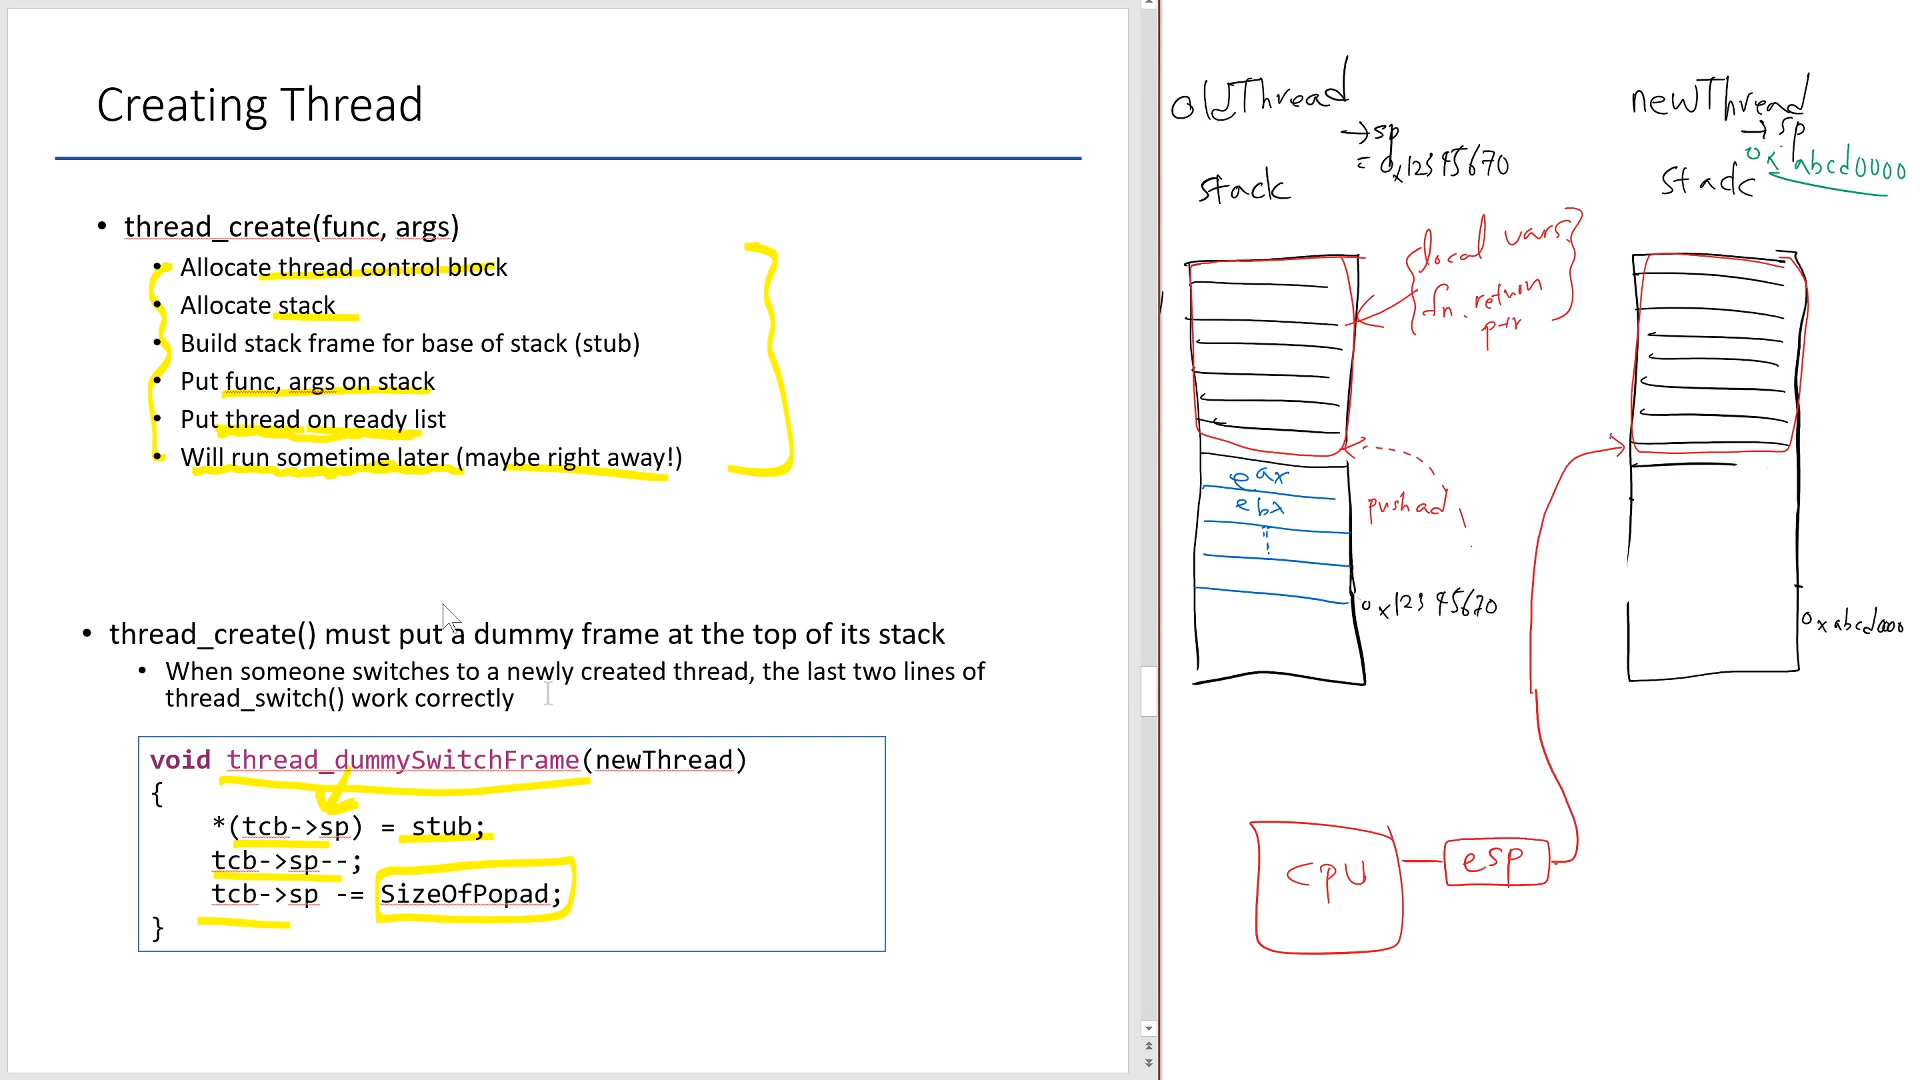 Creating Thread
• thread_create(func, args)
• Allocate thread control block
• Allocate stack
• Build stack frame for base of stack (stub)
• Put func, args on stack
• Put thread on ready list
• Will run sometime later (maybe right away!)
• thread_create() must put a dummy frame at the top of its stack
• When someone switches to a newly created thread, the last two lines of
thread_switch() work correctly
void thread_dummySwitchFrame(newThread)
{
*(tcb->sp) = stub;
tcb->sp--;
tcb->sp -= SizeOfPopad;
}
oldThread
→ sp
= 0x12345670
stack
local vars
fn. return
ptr
eax
ebx
pushad
0x12345670
newThread
→ sp
0xabcd0000
stack
0xabcd0000
CPU
esp